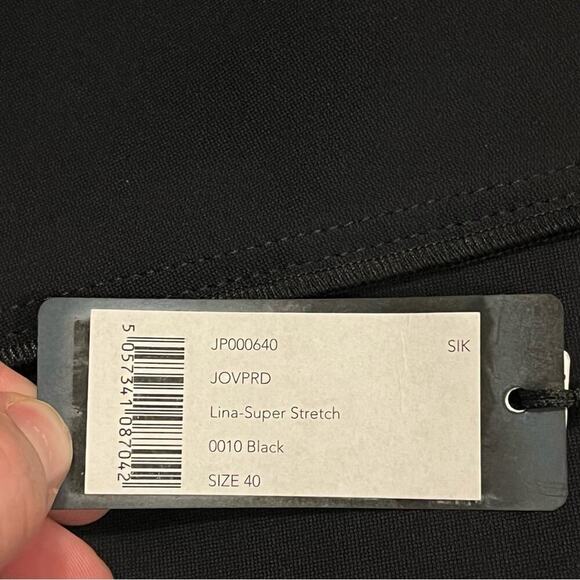 JP000640 SIK
JOVPRD
Lina-Super Stretch
0010 Black
SIZE 40
5 057341 087042